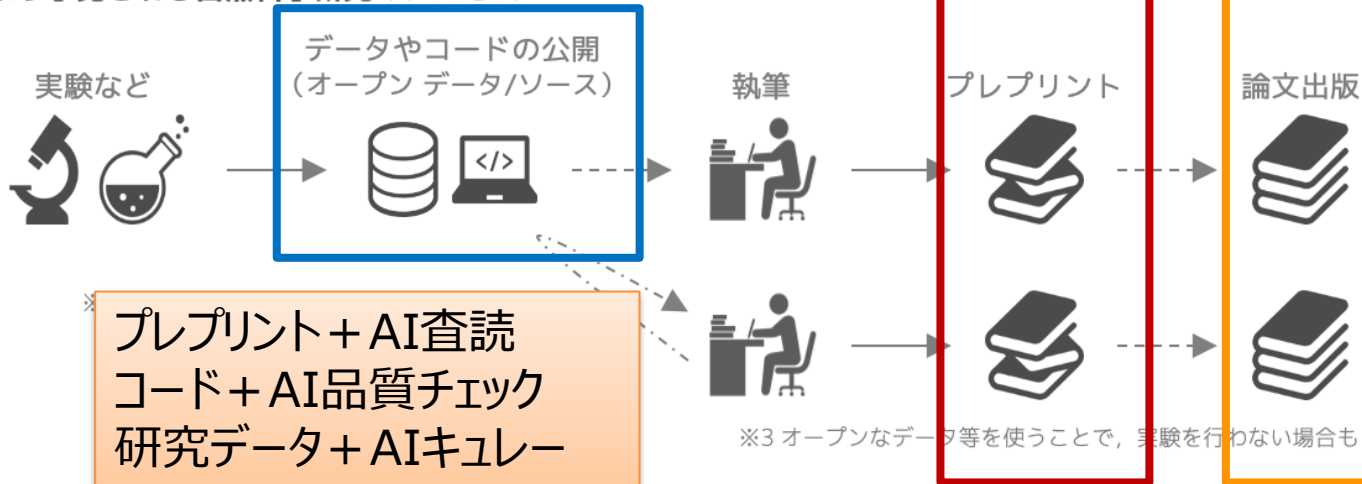 データやコードの公開
(オープン データ/ソース)
実験など
執筆
プレプリント
論文出版
</>
※
プレプリント+AI査読
コード+AI品質チェック
研究データ+AIキュレー
※3 オープンなデータ等を使うことで，実験を行わない場合も